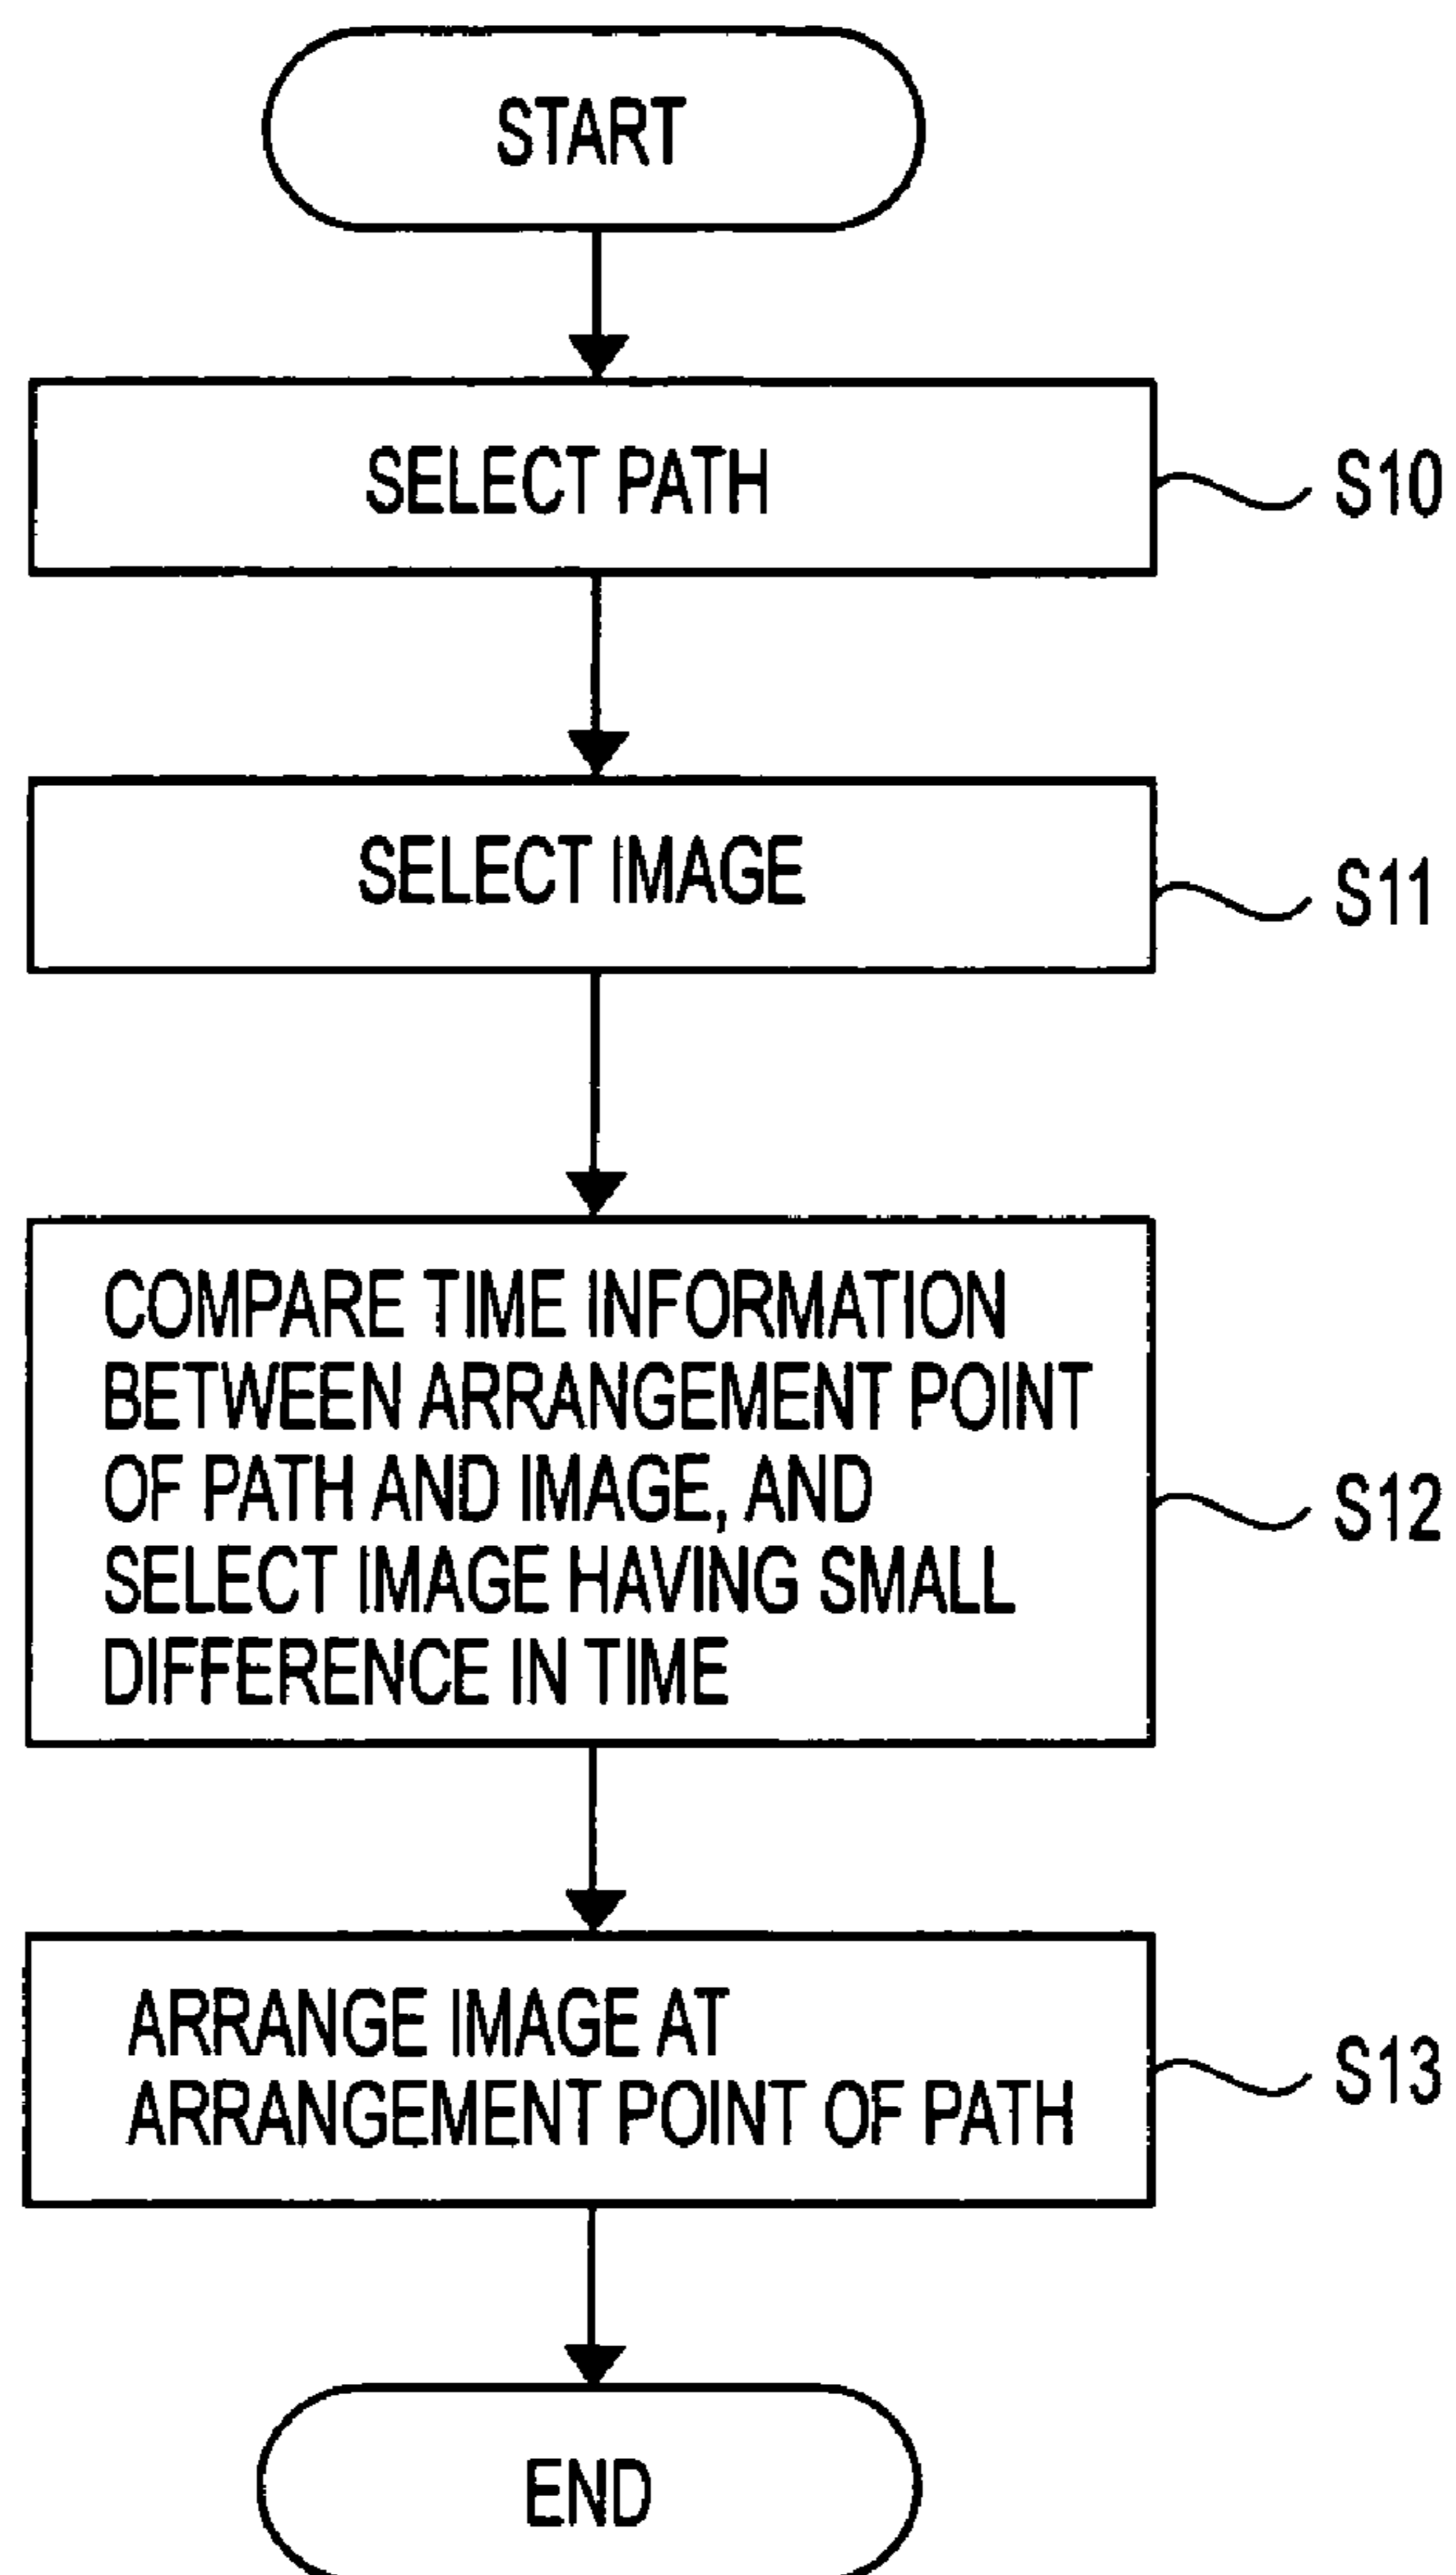 START
SELECT PATH
S10
SELECT IMAGE
S11
COMPARE TIME INFORMATION
BETWEEN ARRANGEMENT POINT
OF PATH AND IMAGE, AND
SELECT IMAGE HAVING SMALL
DIFFERENCE IN TIME
S12
ARRANGE IMAGE AT
ARRANGEMENT POINT OF PATH
S13
END